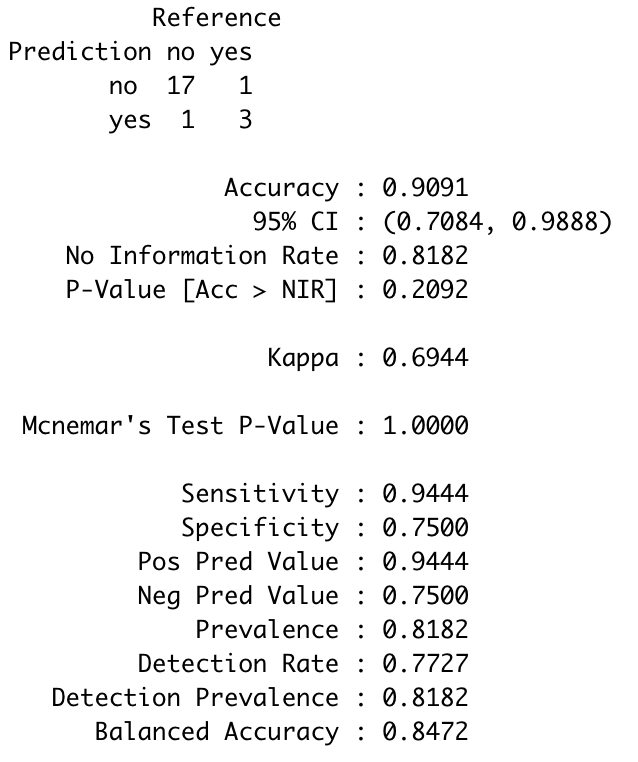 Reference
Prediction no yes
no 17 1
yes 1 3
Accuracy : 0.9091
95% CI : (0.7084, 0.9888)
No Information Rate : 0.8182
P-Value [Acc > NIR] : 0.2092
Kappa : 0.6944
Mcnemar's Test P-Value : 1.0000
Sensitivity : 0.9444
Specificity : 0.7500
Pos Pred Value : 0.9444
Neg Pred Value : 0.7500
Prevalence : 0.8182
Detection Rate : 0.7727
Detection Prevalence : 0.8182
Balanced Accuracy : 0.8472